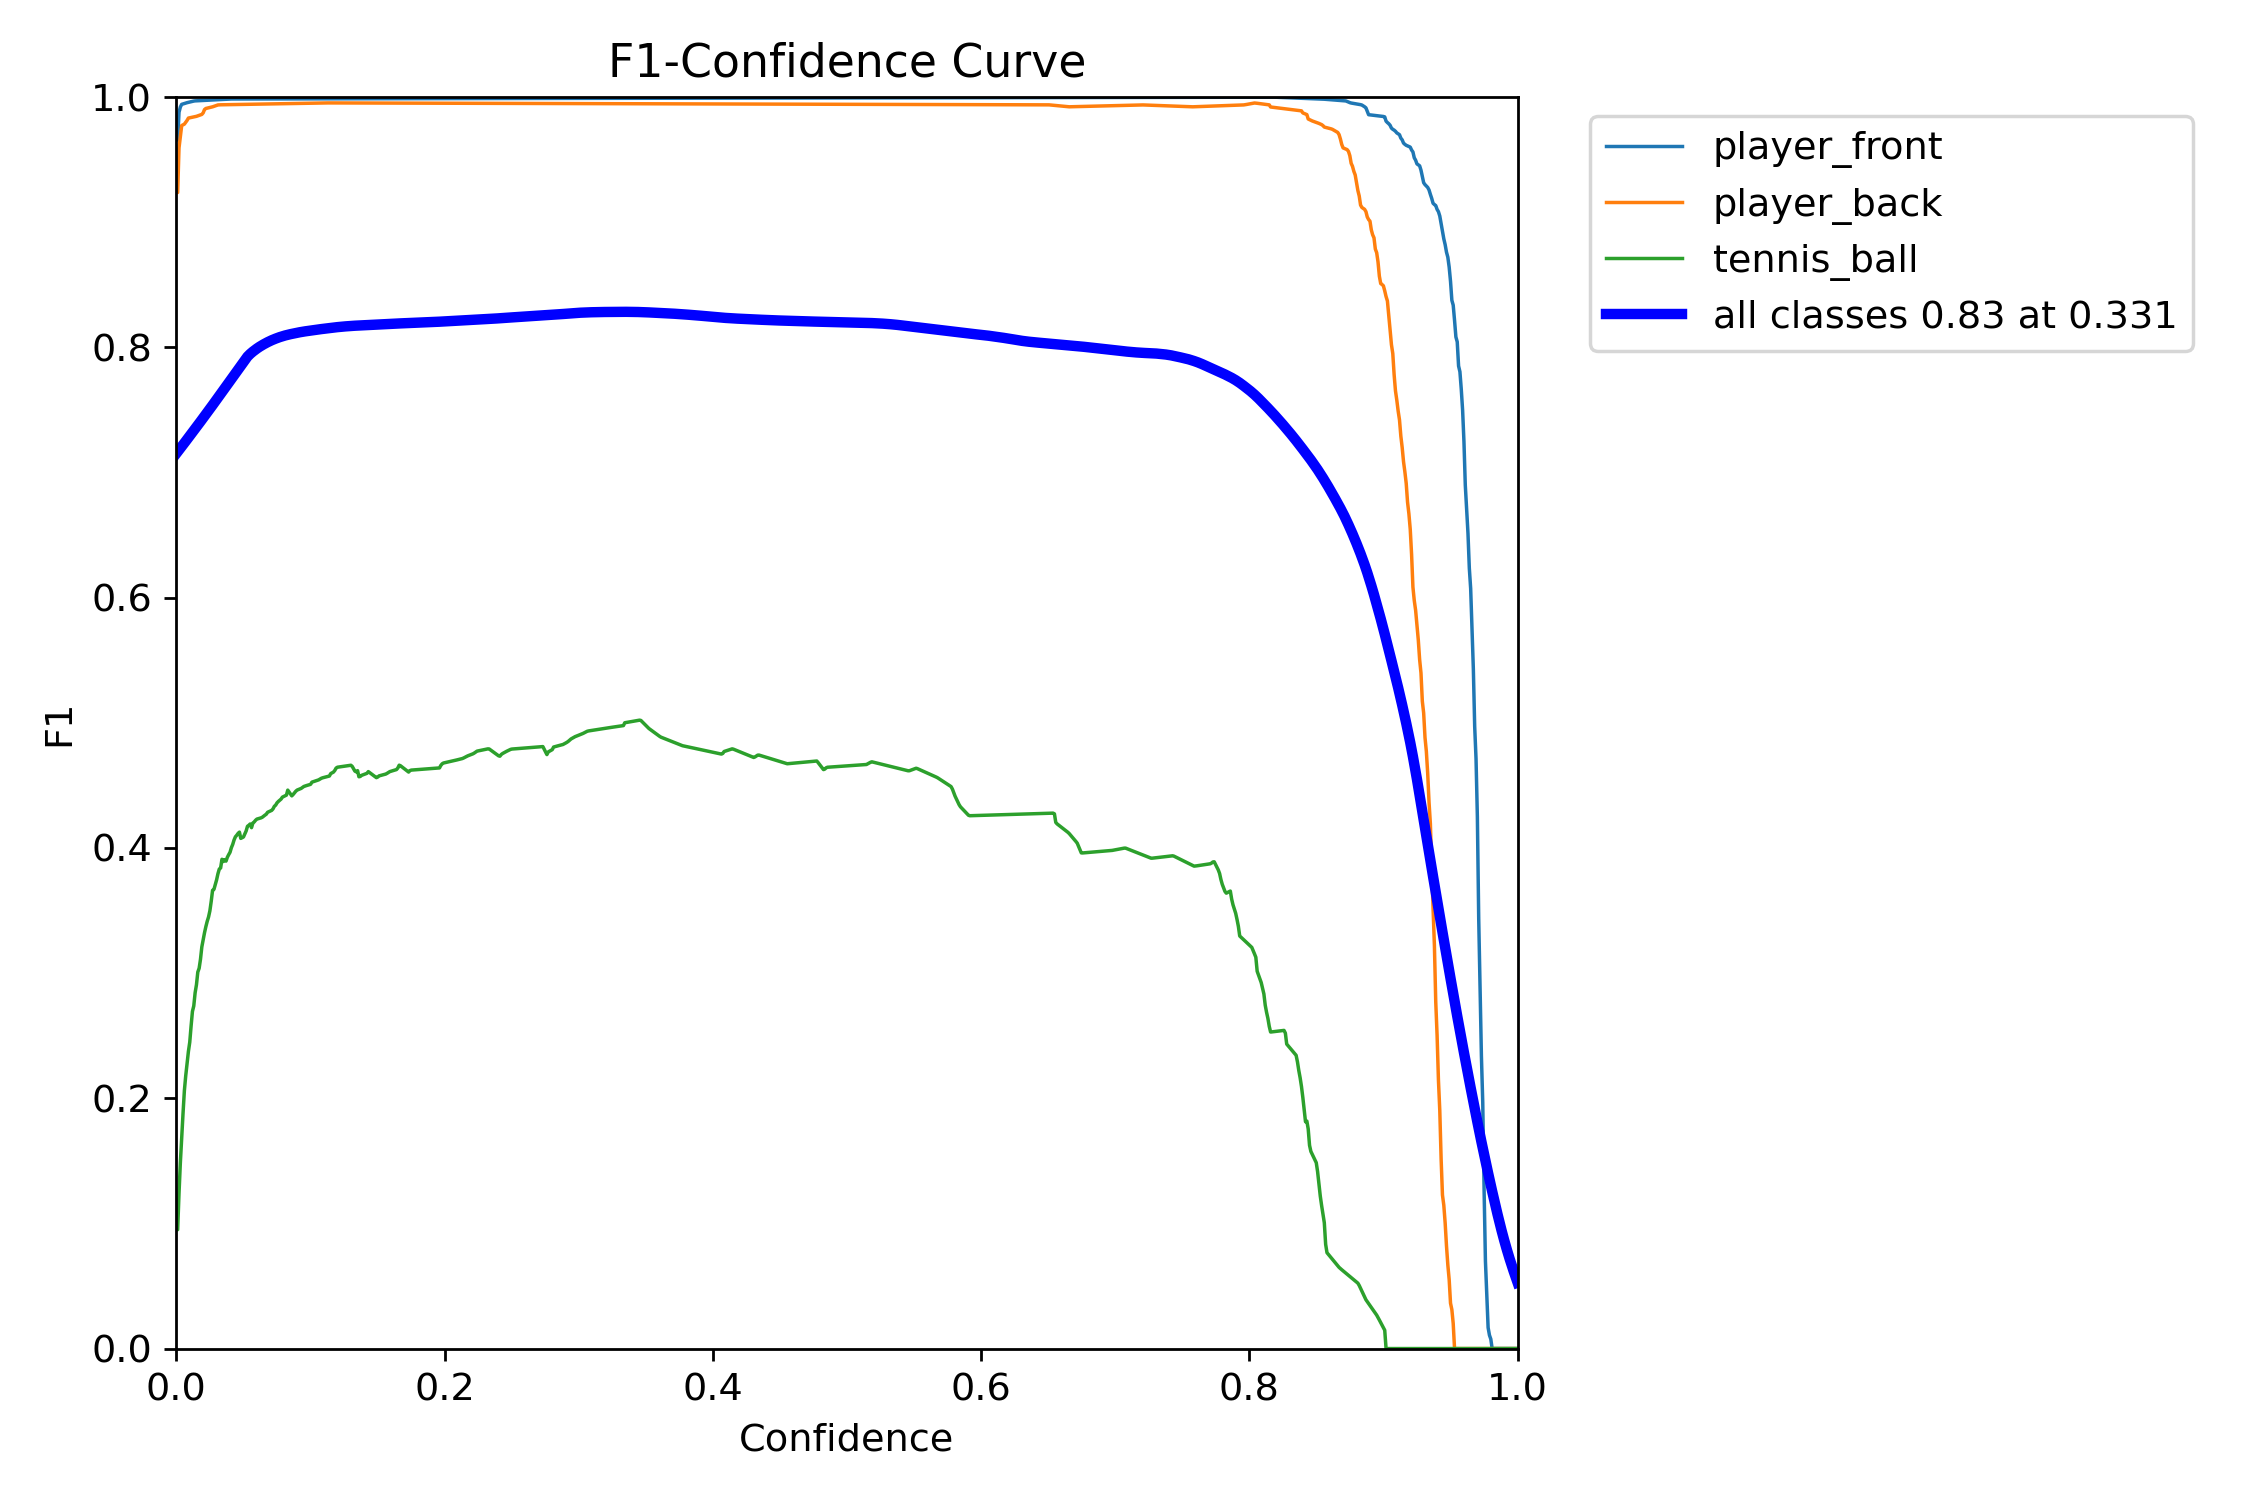 F1-Confidence Curve
1.0
0.8
0.6
0.4
0.2
0.0
F1
0.0 0.2 0.4 0.6 0.8 1.0
Confidence
player_front
player_back
tennis_ball
all classes 0.83 at 0.331